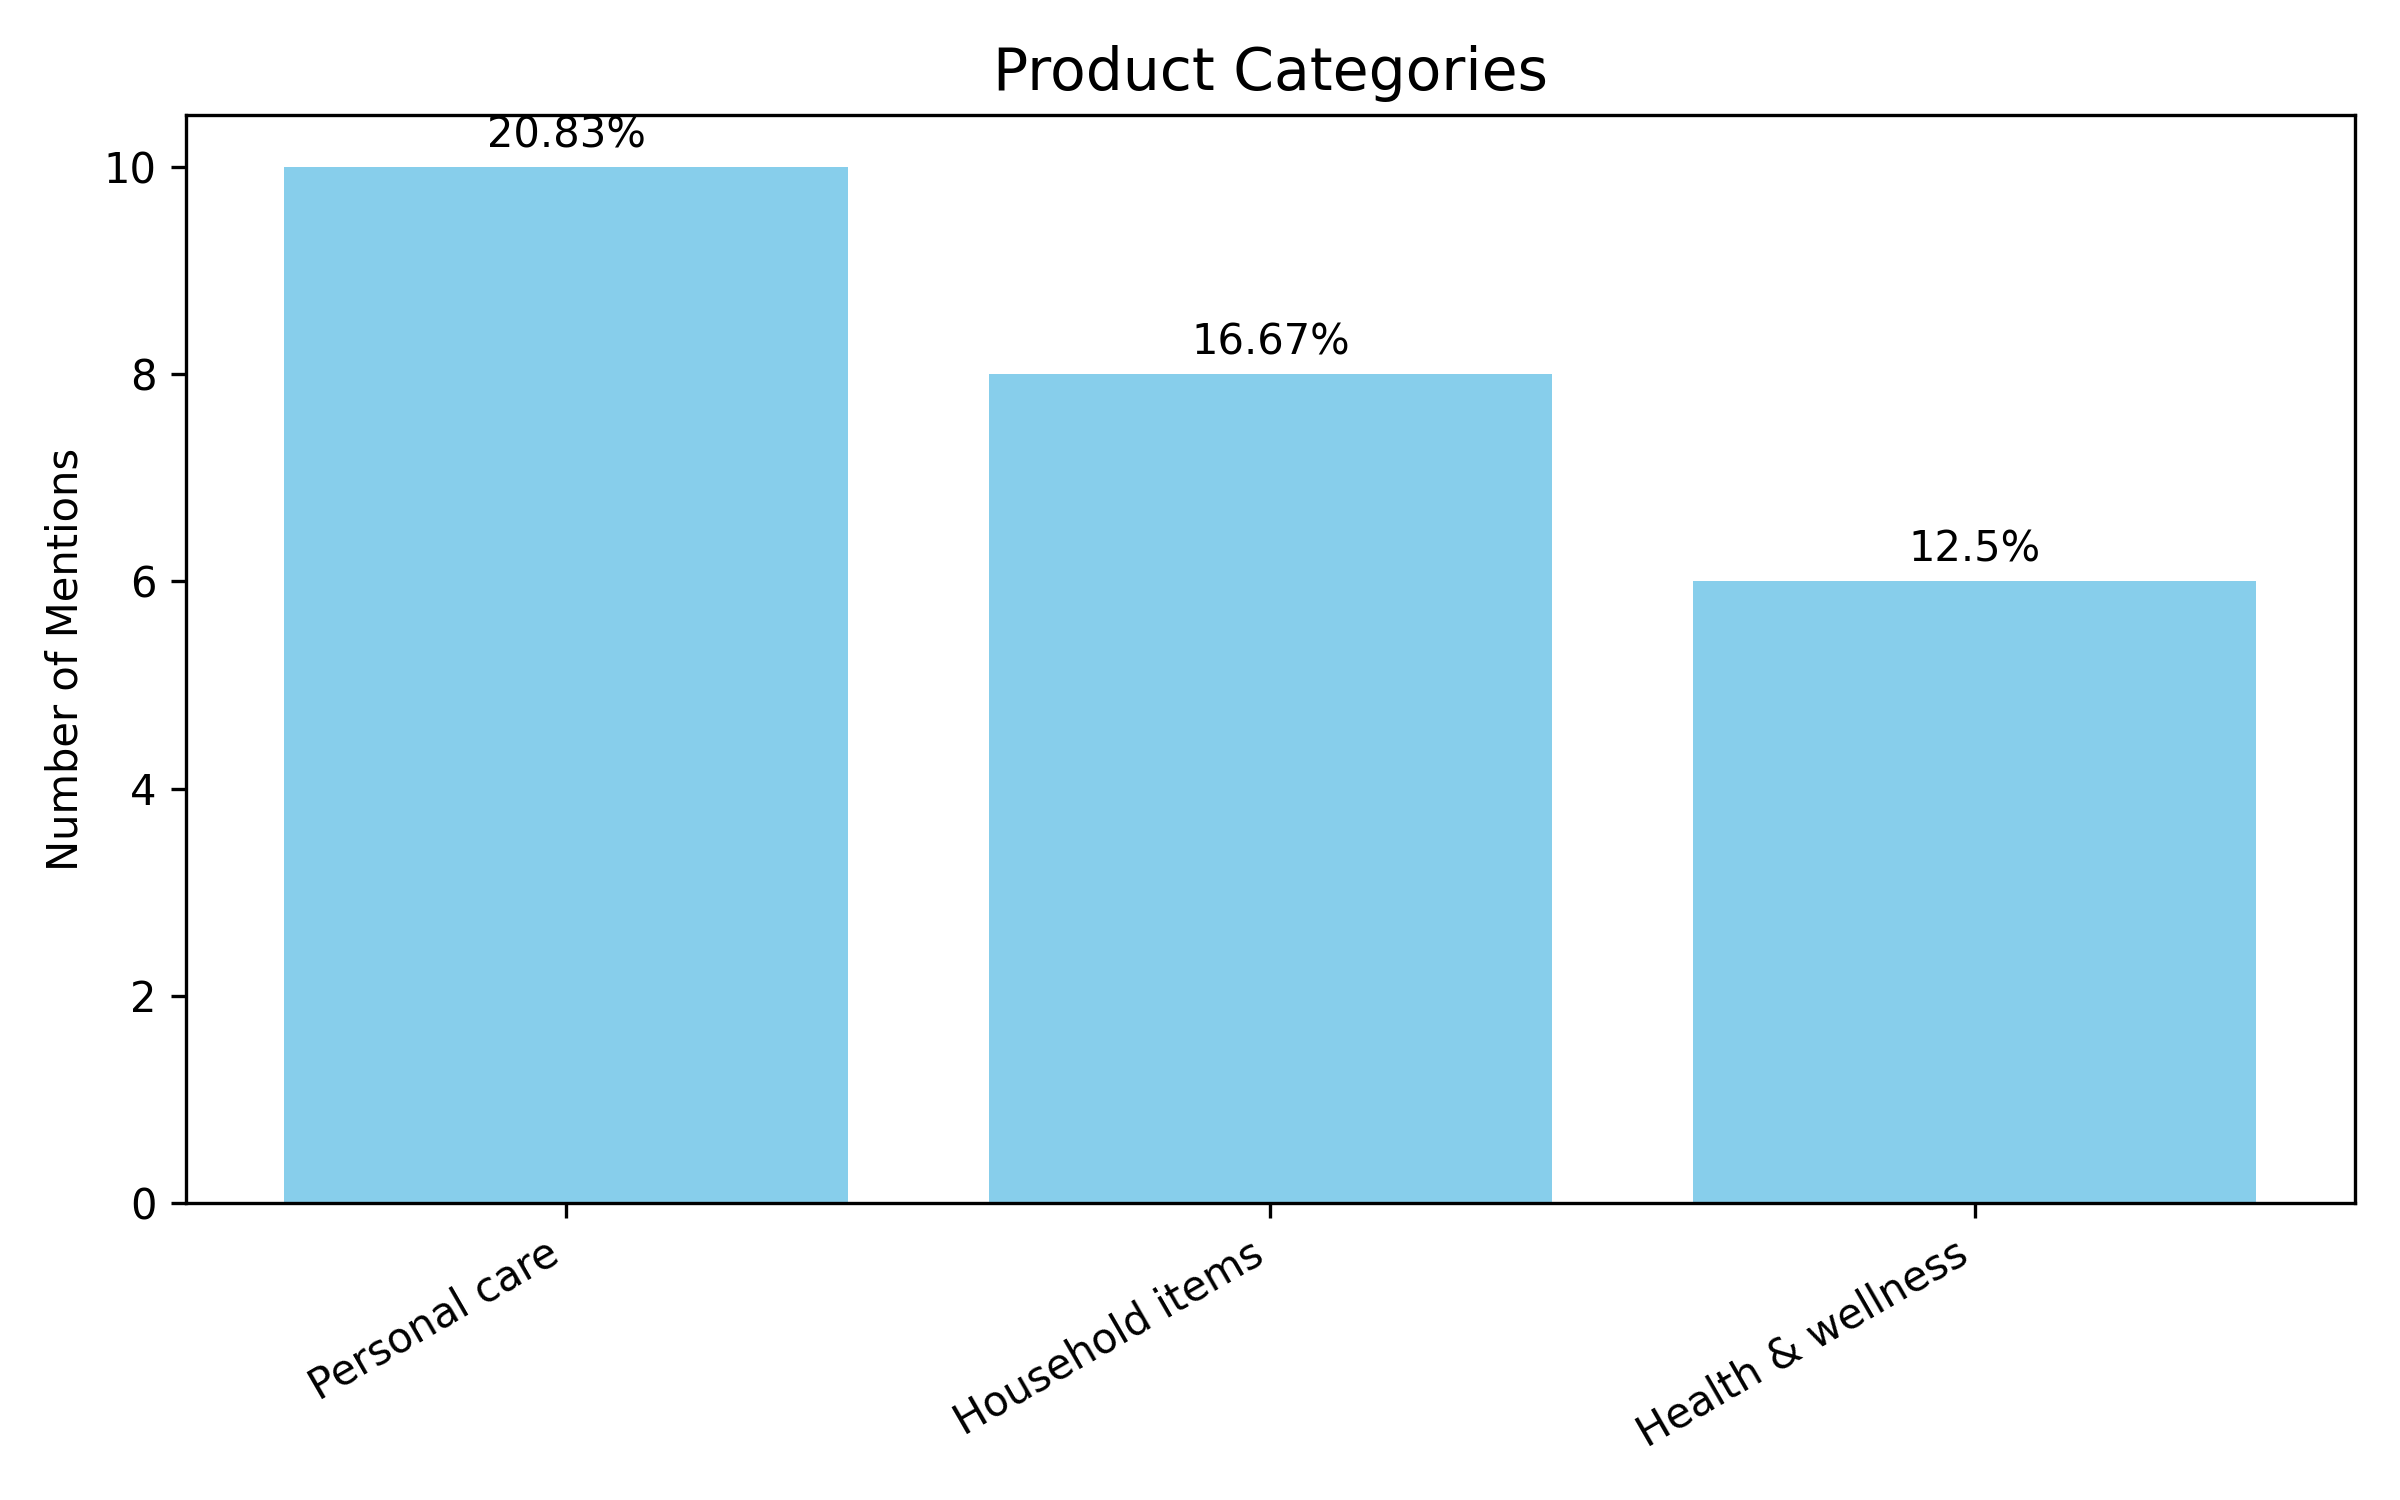 Product Categories
20.83%
10
16.67%
8
12.5%
6
4
2
0
Number of Mentions
Personal care
Household items
Health & wellness